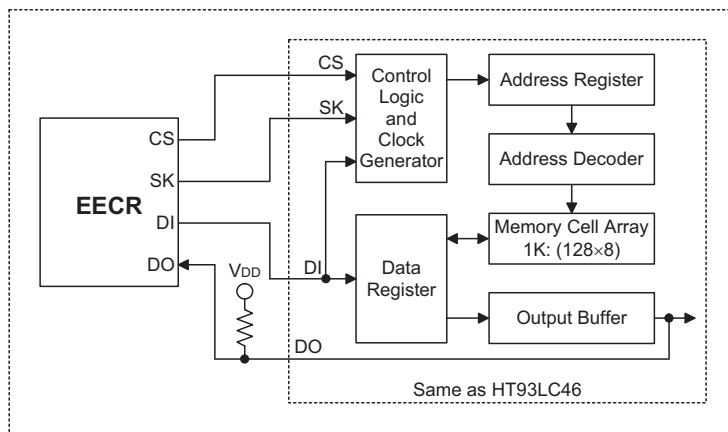 EECR
CS
SK
DI
DO
VDD
CS
SK
DI
DO
Control
Logic
and
Clock
Generator
Address Register
Address Decoder
Memory Cell Array
1K: (128×8)
Data
Register
Output Buffer
Same as HT93LC46